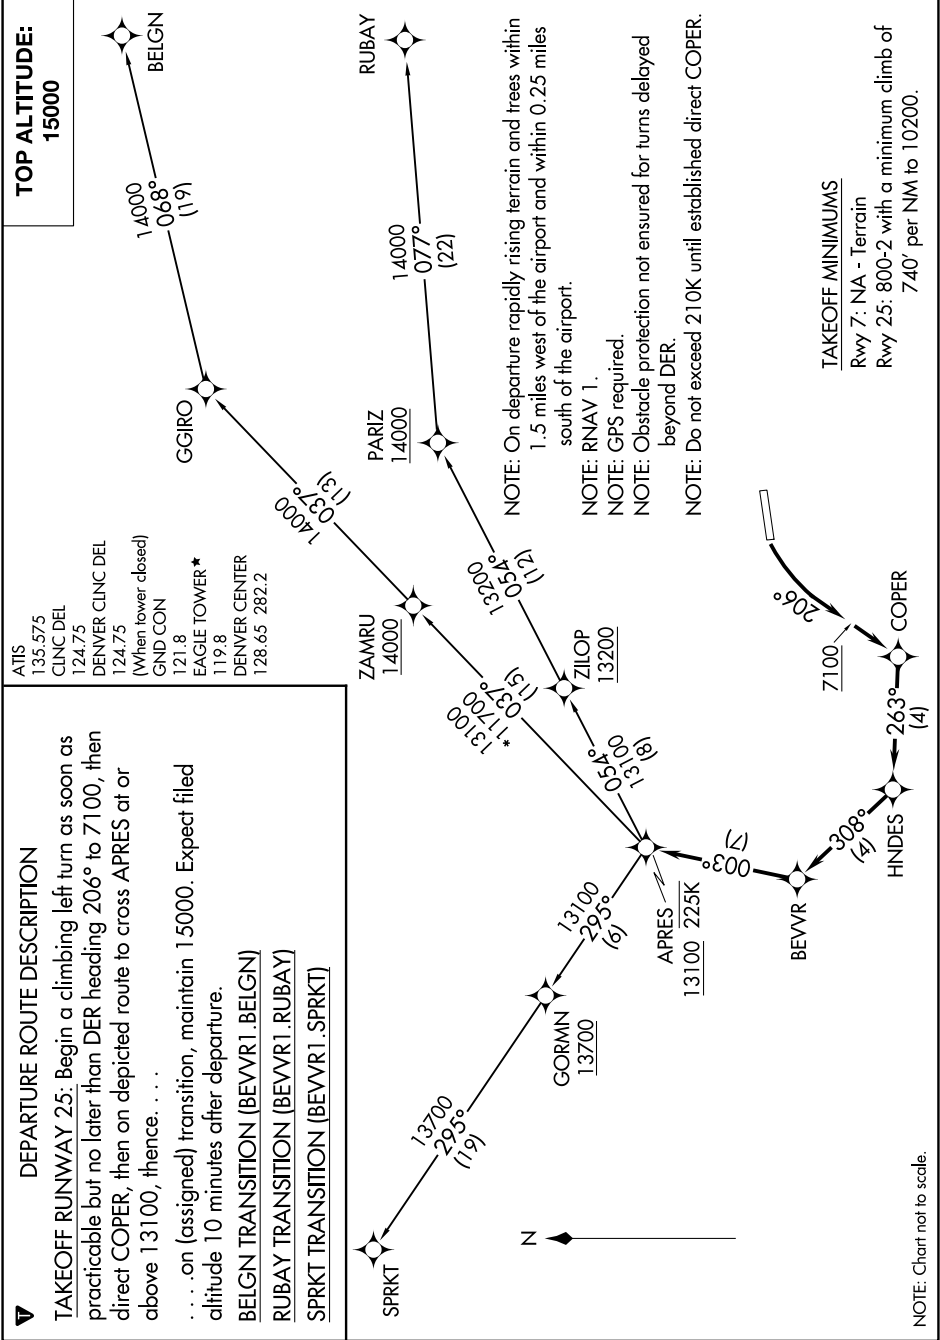 DEPARTURE ROUTE DESCRIPTION
TAKEOFF RUNWAY 25: Begin a climbing left turn as soon as
practicable but no later than DER heading 206° to 7100, then
direct COPER, then on depicted route to cross APRES at or
above 13100, thence. . . .
. . . .on (assigned) transition, maintain 15000. Expect filed
altitude 10 minutes after departure.
BELGN TRANSITION (BEVVR1.BELGN)
RUBAY TRANSITION (BEVVR1.RUBAY)
SPRKT TRANSITION (BEVVR1.SPRKT)
ATIS
135.575
CLNC DEL
124.75
DENVER CLNC DEL
124.75
(When tower closed)
GND CON
121.8
EAGLE TOWER★
119.8
DENVER CENTER
128.65 282.2
TOP ALTITUDE:
15000
BELGN
14000
068°
(19)
GGIRO
14000
037°
(13)
ZAMRU
14000
13100
*11700
037°
(15)
RUBAY
14000
077°
(22)
PARIZ
14000
13200
054°
(12)
ZILOP
13200
054°
13100
(8)
SPRKT
13700
295°
(19)
GORMN
13700
13100
295°
(6)
APRES
13100 225K
003°
(7)
BEVVR
308°
(4)
HNDES
263°
(4)
COPER
7100
206°
N
NOTE: On departure rapidly rising terrain and trees within
1.5 miles west of the airport and within 0.25 miles
south of the airport.
NOTE: RNAV 1.
NOTE: GPS required.
NOTE: Obstacle protection not ensured for turns delayed
beyond DER.
NOTE: Do not exceed 210K until established direct COPER.
TAKEOFF MINIMUMS
Rwy 7: NA - Terrain
Rwy 25: 800-2 with a minimum climb of
740' per NM to 10200.
NOTE: Chart not to scale.
T